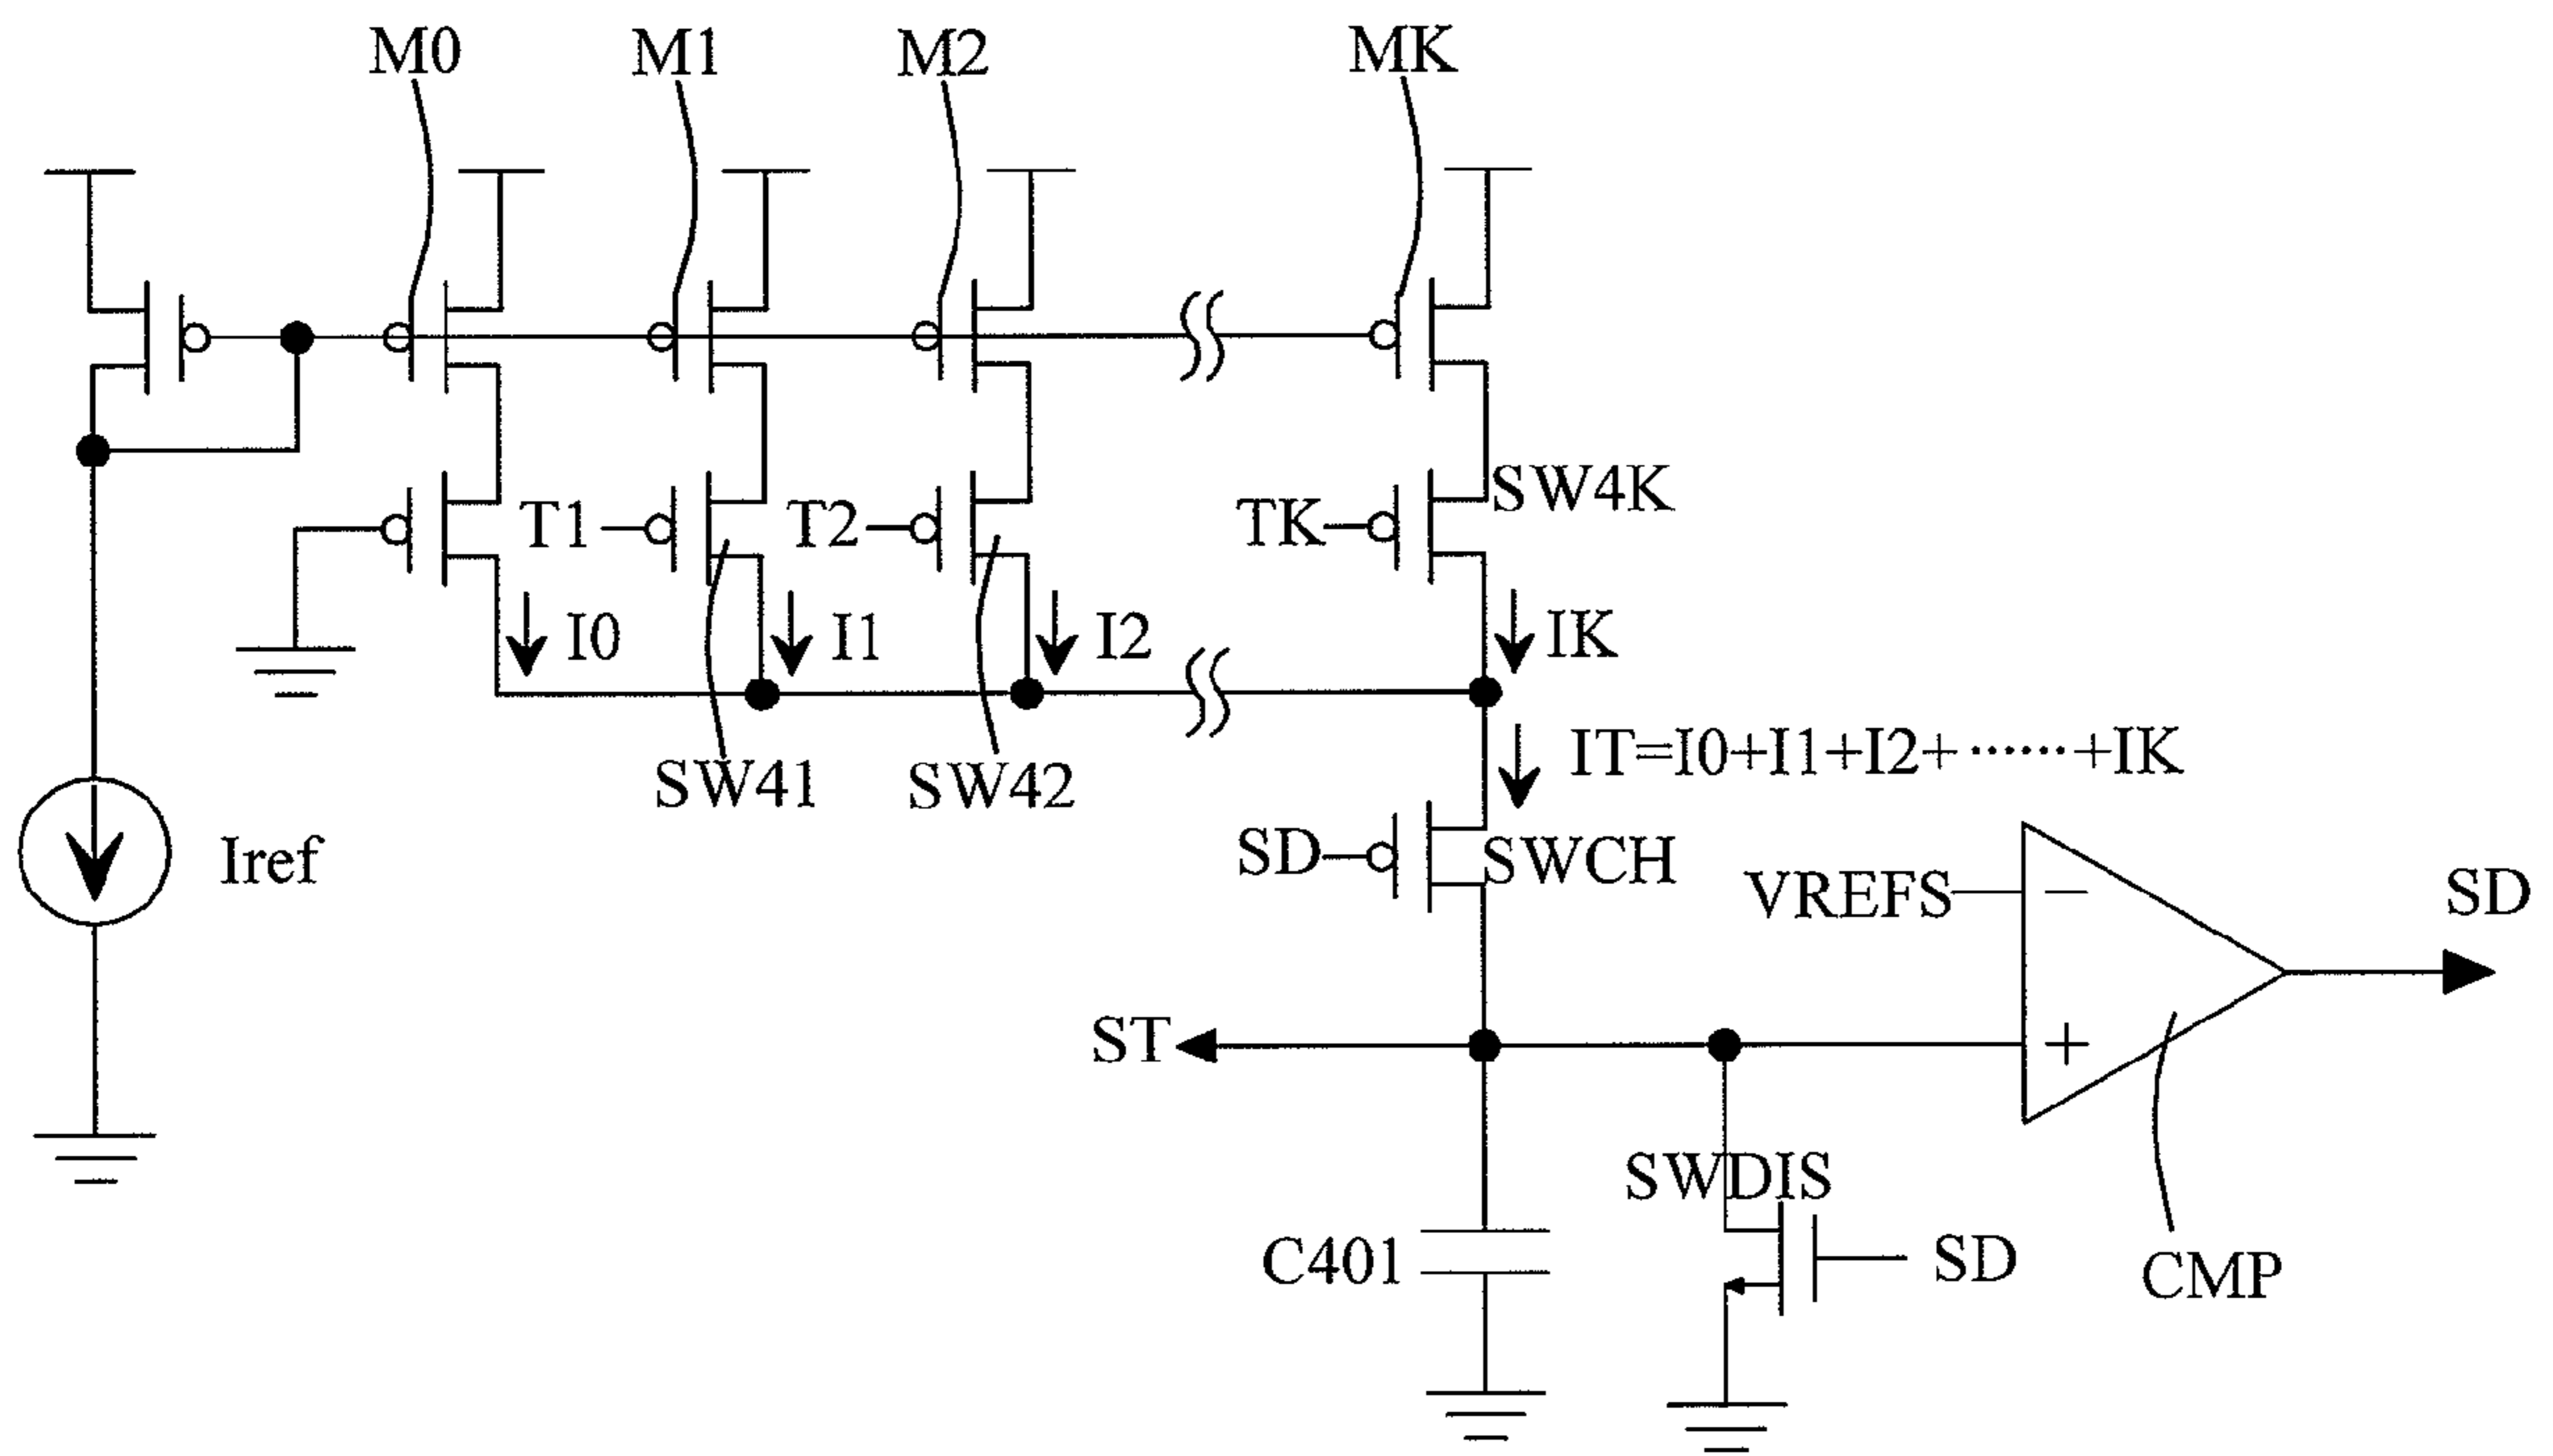 M0
M1
M2
MK
T1
T2
TK
SW4K
I0
I1
I2
IK
SW41
SW42
IT=I0+I1+I2+ ······ +IK
Iref
SD
SWCH
VREFS
−
SD
ST
+
SWDIS
C401
SD
CMP